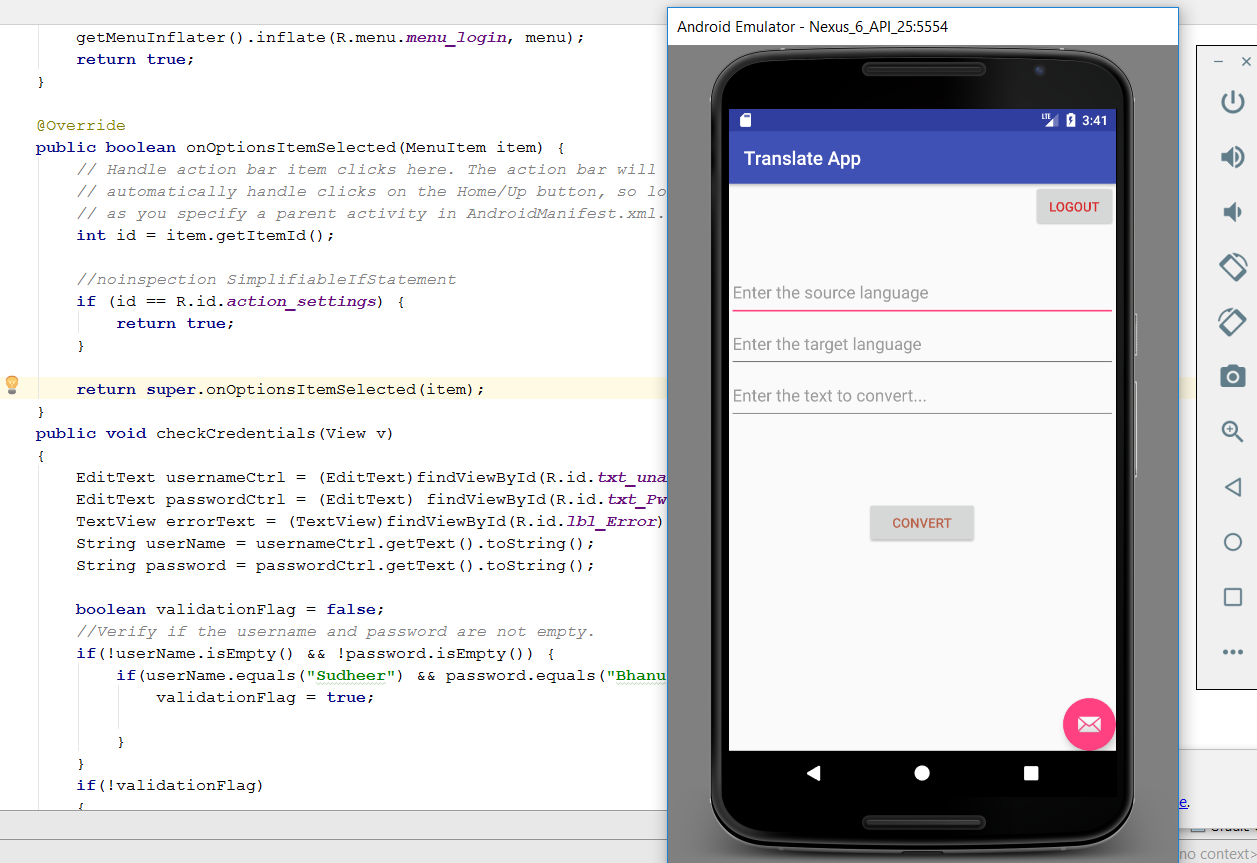 getMenuInflater().inflate(R.menu.menu_login, menu);
return true;
}
@Override
public boolean onOptionsItemSelected(MenuItem item) {
// Handle action bar item clicks here. The action bar will
// automatically handle clicks on the Home/Up button, so lo
// as you specify a parent activity in AndroidManifest.xml.
int id = item.getItemId();
//noinspection SimplifiableIfStatement
if (id == R.id.action_settings) {
return true;
}
return super.onOptionsItemSelected(item);
}
public void checkCredentials(View v)
{
EditText usernameCtrl = (EditText)findViewById(R.id.txt_una
EditText passwordCtrl = (EditText) findViewById(R.id.txt_Pw
TextView errorText = (TextView)findViewById(R.id.lbl_Error)
String userName = usernameCtrl.getText().toString();
String password = passwordCtrl.getText().toString();
boolean validationFlag = false;
//Verify if the username and password are not empty.
if(!userName.isEmpty() && !password.isEmpty()) {
if(userName.equals("Sudheer") && password.equals("Bhanu
validationFlag = true;
}
}
if(!validationFlag)
{
Android Emulator - Nexus_6_API_25:5554
LTE 3:41
Translate App
LOGOUT
Enter the source language
Enter the target language
Enter the text to convert...
CONVERT
e.
no context>